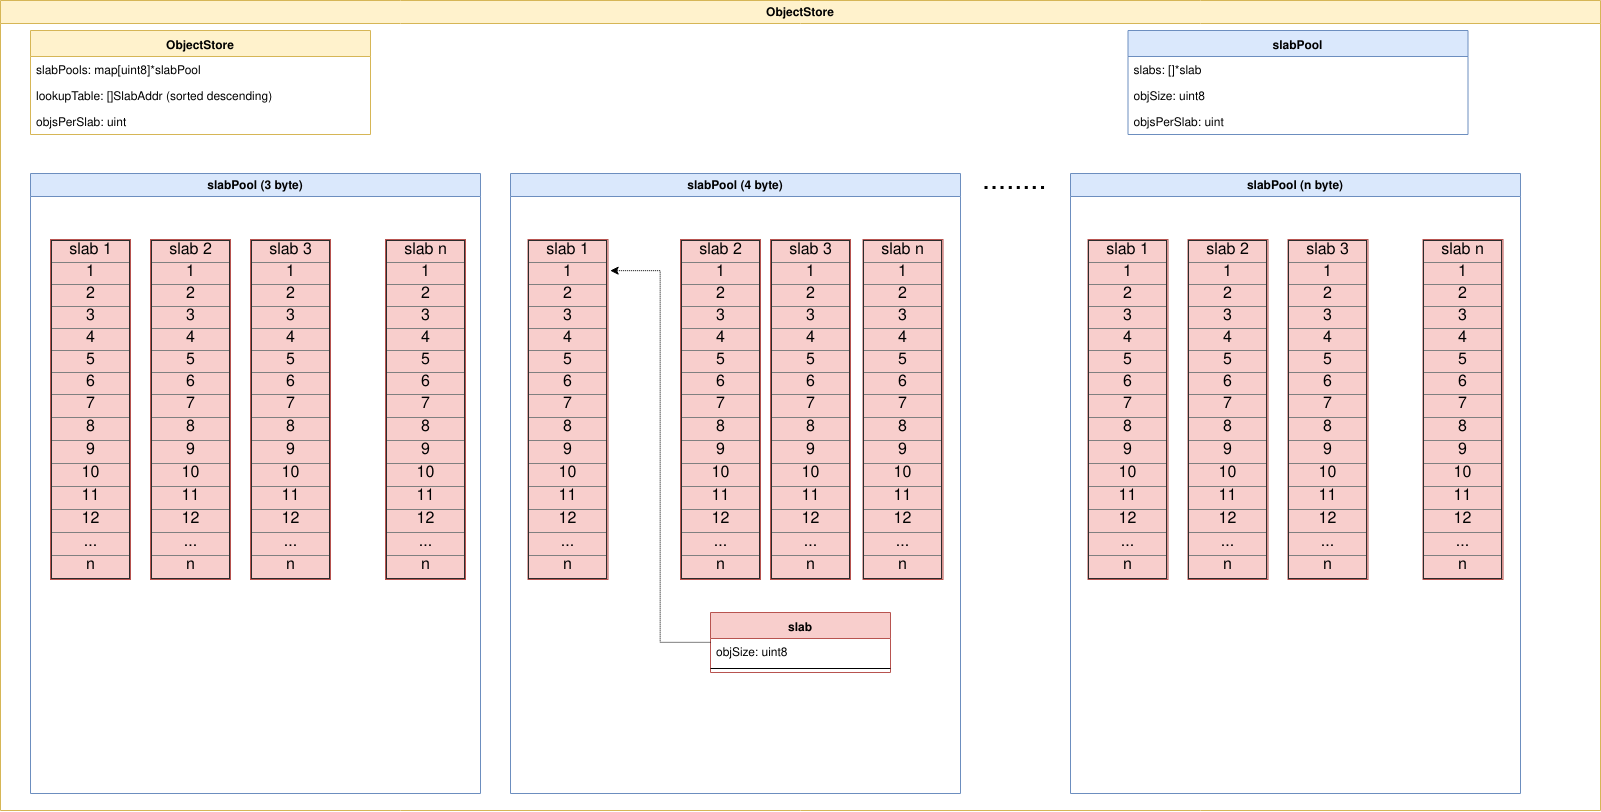 ObjectStore
ObjectStore
slabPools: map[uint8]*slabPool
lookupTable: []SlabAddr (sorted descending)
objsPerSlab: uint
slabPool
slabs: []*slab
objSize: uint8
objsPerSlab: uint
slabPool (3 byte)
slab 1 slab 2 slab 3 slab n
1 1 1 1
2 2 2 2
3 3 3 3
4 4 4 4
5 5 5 5
6 6 6 6
7 7 7 7
8 8 8 8
9 9 9 9
10 10 10 10
11 11 11 11
12 12 12 12
... ... ... ...
n n n n
slabPool (4 byte)
slab 1 slab 2 slab 3 slab n
1 1 1 1
2 2 2 2
3 3 3 3
4 4 4 4
5 5 5 5
6 6 6 6
7 7 7 7
8 8 8 8
9 9 9 9
10 10 10 10
11 11 11 11
12 12 12 12
... ... ... ...
n n n n
slab
objSize: uint8
........
slabPool (n byte)
slab 1 slab 2 slab 3 slab n
1 1 1 1
2 2 2 2
3 3 3 3
4 4 4 4
5 5 5 5
6 6 6 6
7 7 7 7
8 8 8 8
9 9 9 9
10 10 10 10
11 11 11 11
12 12 12 12
... ... ... ...
n n n n